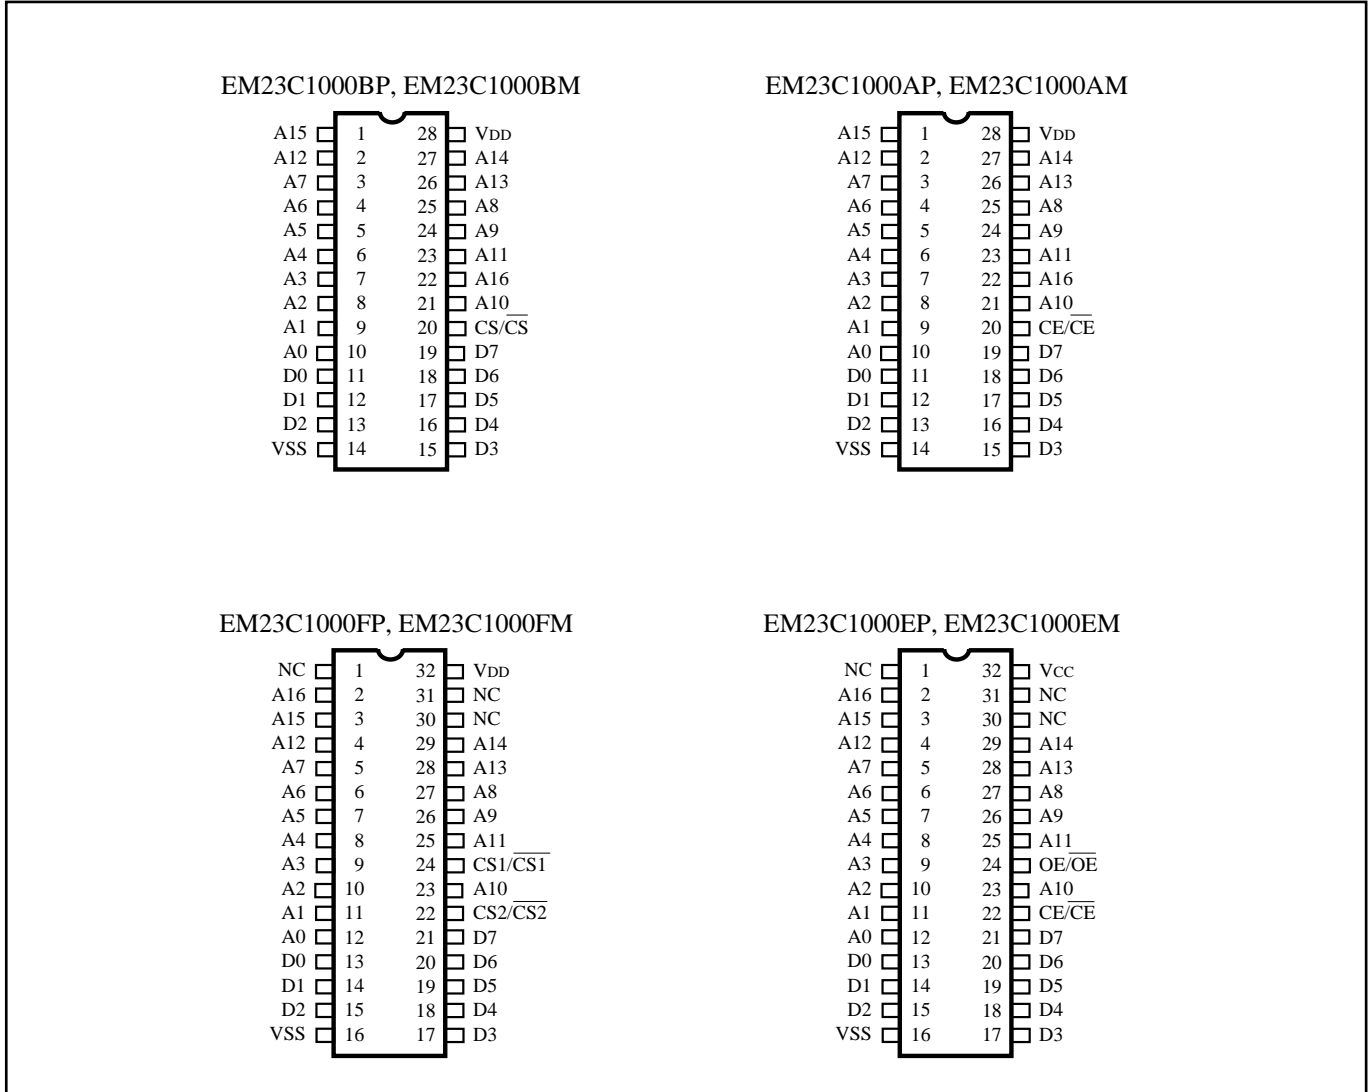 EM23C1000BP, EM23C1000BM
A15 1 28 VDD
A12 2 27 A14
A7 3 26 A13
A6 4 25 A8
A5 5 24 A9
A4 6 23 A11
A3 7 22 A16
A2 8 21 A10
A1 9 20 CS/C̅S̅
A0 10 19 D7
D0 11 18 D6
D1 12 17 D5
D2 13 16 D4
VSS 14 15 D3
EM23C1000AP, EM23C1000AM
A15 1 28 VDD
A12 2 27 A14
A7 3 26 A13
A6 4 25 A8
A5 5 24 A9
A4 6 23 A11
A3 7 22 A16
A2 8 21 A10
A1 9 20 CE/C̅E̅
A0 10 19 D7
D0 11 18 D6
D1 12 17 D5
D2 13 16 D4
VSS 14 15 D3
EM23C1000FP, EM23C1000FM
NC 1 32 VDD
A16 2 31 NC
A15 3 30 NC
A12 4 29 A14
A7 5 28 A13
A6 6 27 A8
A5 7 26 A9
A4 8 25 A11
A3 9 24 CS1/C̅S̅1̅
A2 10 23 A10
A1 11 22 CS2/C̅S̅2̅
A0 12 21 D7
D0 13 20 D6
D1 14 19 D5
D2 15 18 D4
VSS 16 17 D3
EM23C1000EP, EM23C1000EM
NC 1 32 VCC
A16 2 31 NC
A15 3 30 NC
A12 4 29 A14
A7 5 28 A13
A6 6 27 A8
A5 7 26 A9
A4 8 25 A11
A3 9 24 OE/O̅E̅
A2 10 23 A10
A1 11 22 CE/C̅E̅
A0 12 21 D7
D0 13 20 D6
D1 14 19 D5
D2 15 18 D4
VSS 16 17 D3